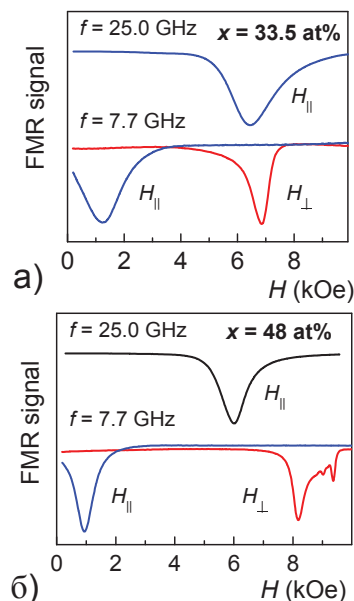 f = 25.0 GHz
x = 33.5 at%
H∥
f = 7.7 GHz
H∥
H⊥
FMR signal
0 2 4 6 8
H (kOe)
а)
f = 25.0 GHz
x = 48 at%
H∥
f = 7.7 GHz
H∥
H⊥
FMR signal
0 2 4 6 8
H (kOe)
б)